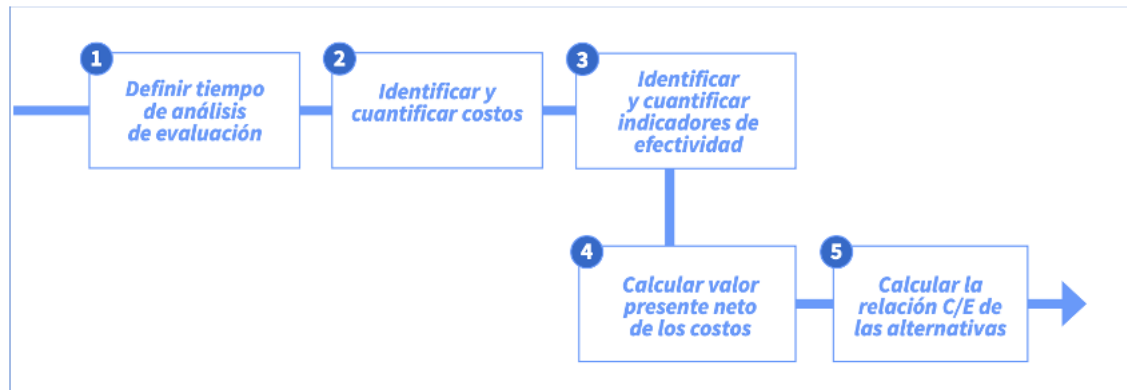 1
Definir tiempo
de análisis
de evaluación
2
Identificar y
cuantificar costos
3
Identificar
y cuantificar
indicadores de
efectividad
4
Calcular valor
presente neto
de los costos
5
Calcular la
relación C/E de
las alternativas